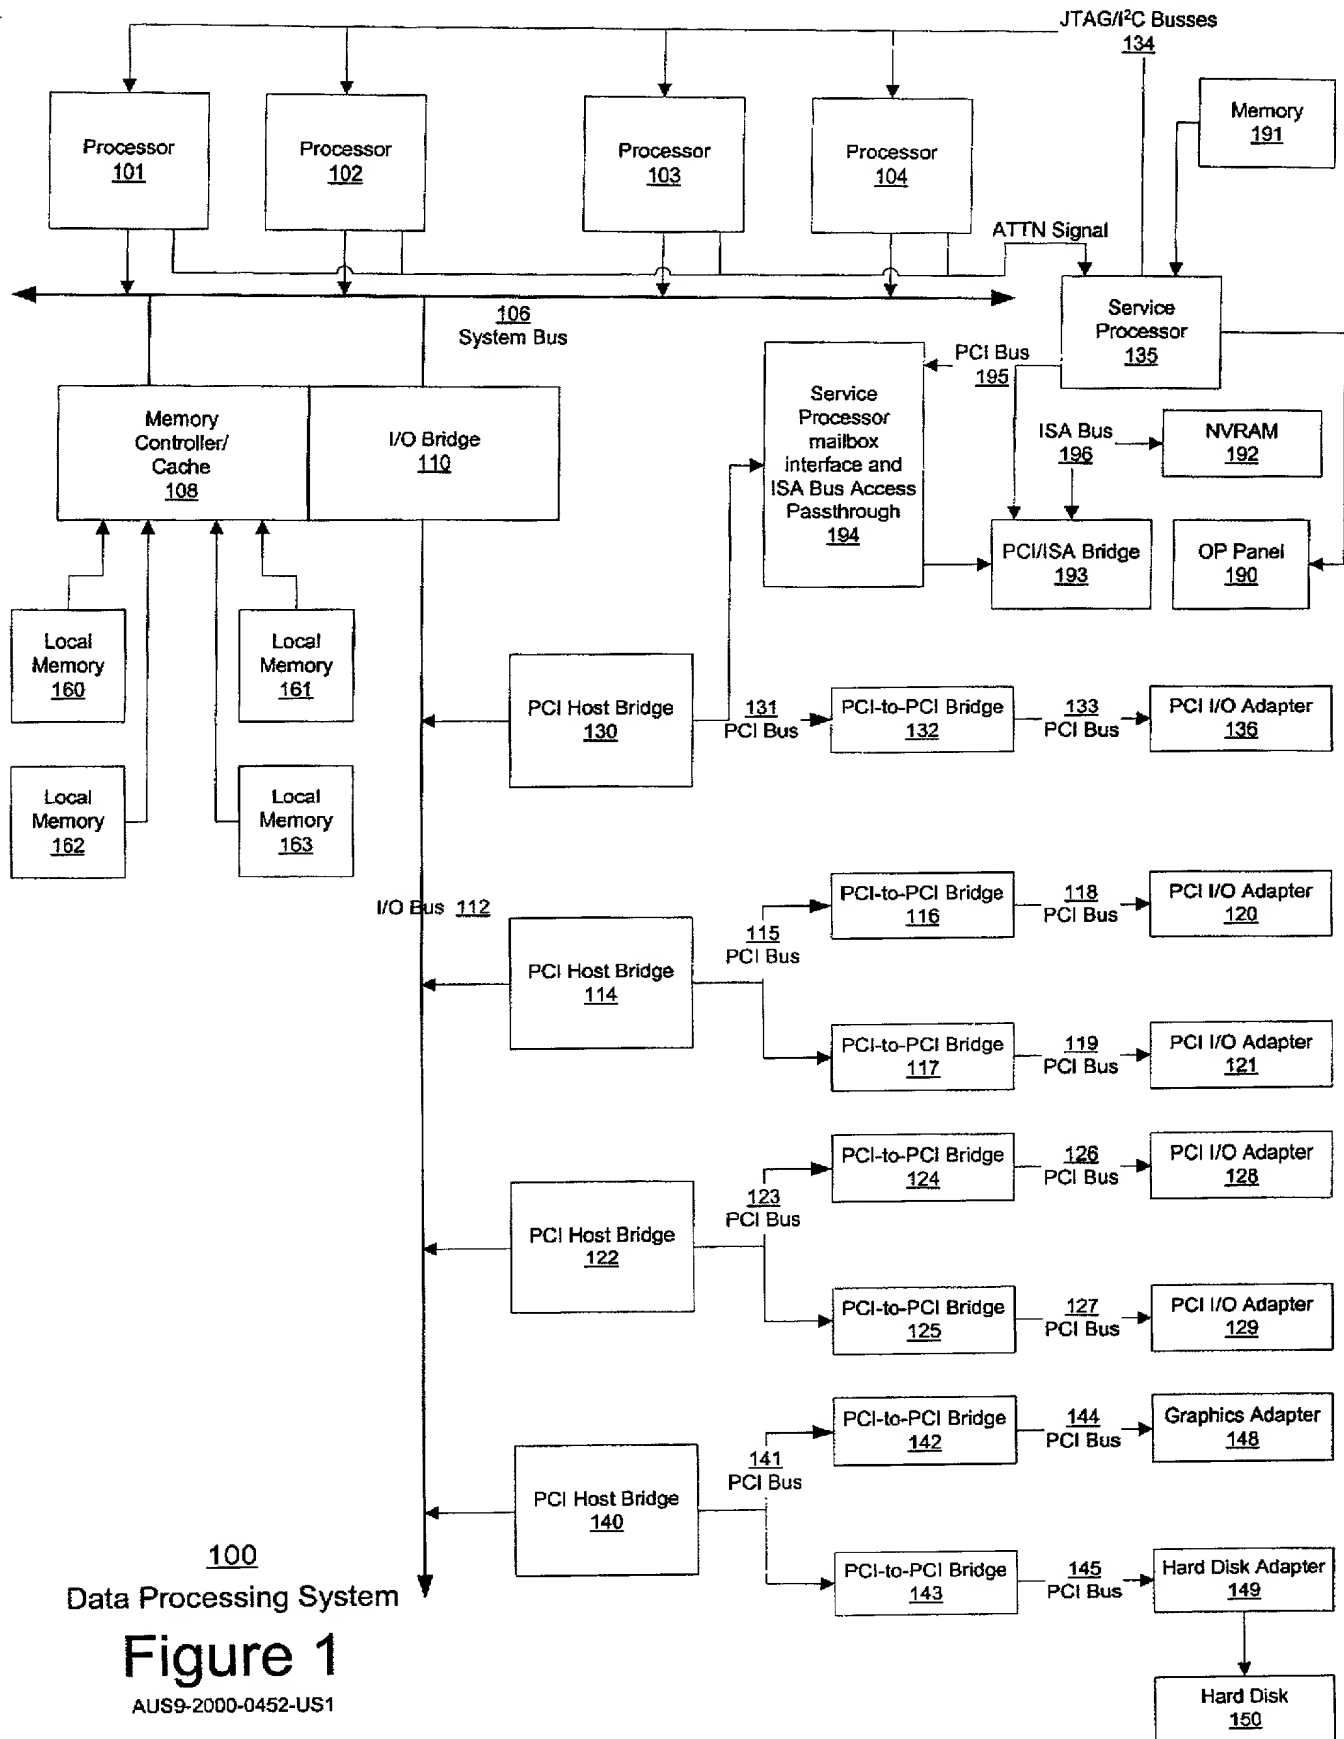 JTAG/I²C Busses
134
Processor
101
Processor
102
Processor
103
Processor
104
Memory
191
ATTN Signal
106
System Bus
Service
Processor
135
PCI Bus
195
Memory
Controller/
Cache
108
I/O Bridge
110
Service
Processor
mailbox
interface and
ISA Bus Access
Passthrough
194
ISA Bus
196
NVRAM
192
PCI/ISA Bridge
193
OP Panel
190
Local
Memory
160
Local
Memory
161
Local
Memory
162
Local
Memory
163
PCI Host Bridge
130
131
PCI Bus
PCI-to-PCI Bridge
132
133
PCI Bus
PCI I/O Adapter
136
I/O Bus 112
PCI Host Bridge
114
115
PCI Bus
PCI-to-PCI Bridge
116
118
PCI Bus
PCI I/O Adapter
120
PCI-to-PCI Bridge
117
119
PCI Bus
PCI I/O Adapter
121
PCI Host Bridge
122
123
PCI Bus
PCI-to-PCI Bridge
124
126
PCI Bus
PCI I/O Adapter
128
PCI-to-PCI Bridge
125
127
PCI Bus
PCI I/O Adapter
129
PCI Host Bridge
140
141
PCI Bus
PCI-to-PCI Bridge
142
144
PCI Bus
Graphics Adapter
148
PCI-to-PCI Bridge
143
145
PCI Bus
Hard Disk Adapter
149
Hard Disk
150
100
Data Processing System
Figure 1
AUS9-2000-0452-US1